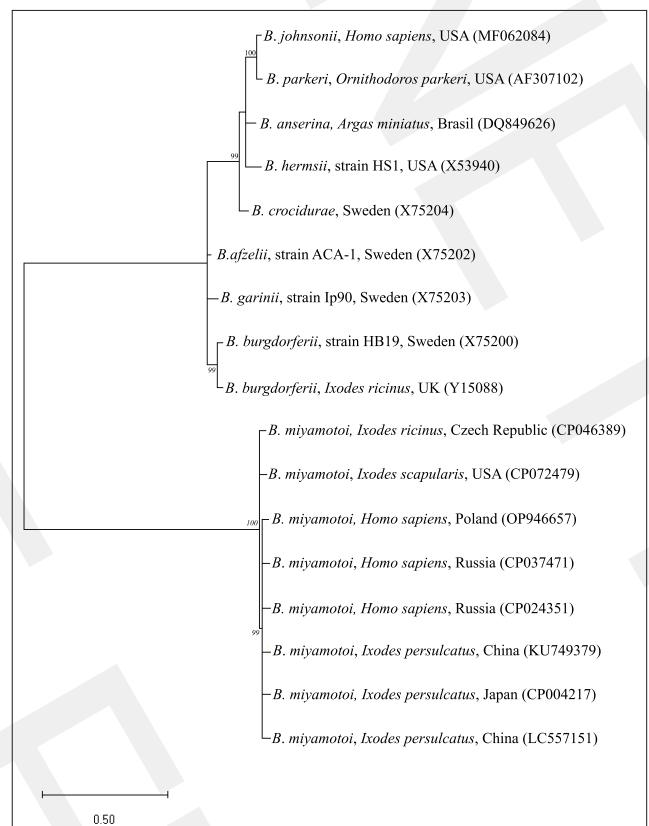 B. johnsonii, Homo sapiens, USA (MF062084)
100
B. parkeri, Ornithodoros parkeri, USA (AF307102)
B. anserina, Argas miniatus, Brasil (DQ849626)
99
B. hermsii, strain HS1, USA (X53940)
B. crocidurae, Sweden (X75204)
B.afzelii, strain ACA-1, Sweden (X75202)
B. garinii, strain Ip90, Sweden (X75203)
B. burgdorferii, strain HB19, Sweden (X75200)
99
B. burgdorferii, Ixodes ricinus, UK (Y15088)
B. miyamotoi, Ixodes ricinus, Czech Republic (CP046389)
B. miyamotoi, Ixodes scapularis, USA (CP072479)
100
B. miyamotoi, Homo sapiens, Poland (OP946657)
B. miyamotoi, Homo sapiens, Russia (CP037471)
B. miyamotoi, Homo sapiens, Russia (CP024351)
99
B. miyamotoi, Ixodes persulcatus, China (KU749379)
B. miyamotoi, Ixodes persulcatus, Japan (CP004217)
B. miyamotoi, Ixodes persulcatus, China (LC557151)
0.50